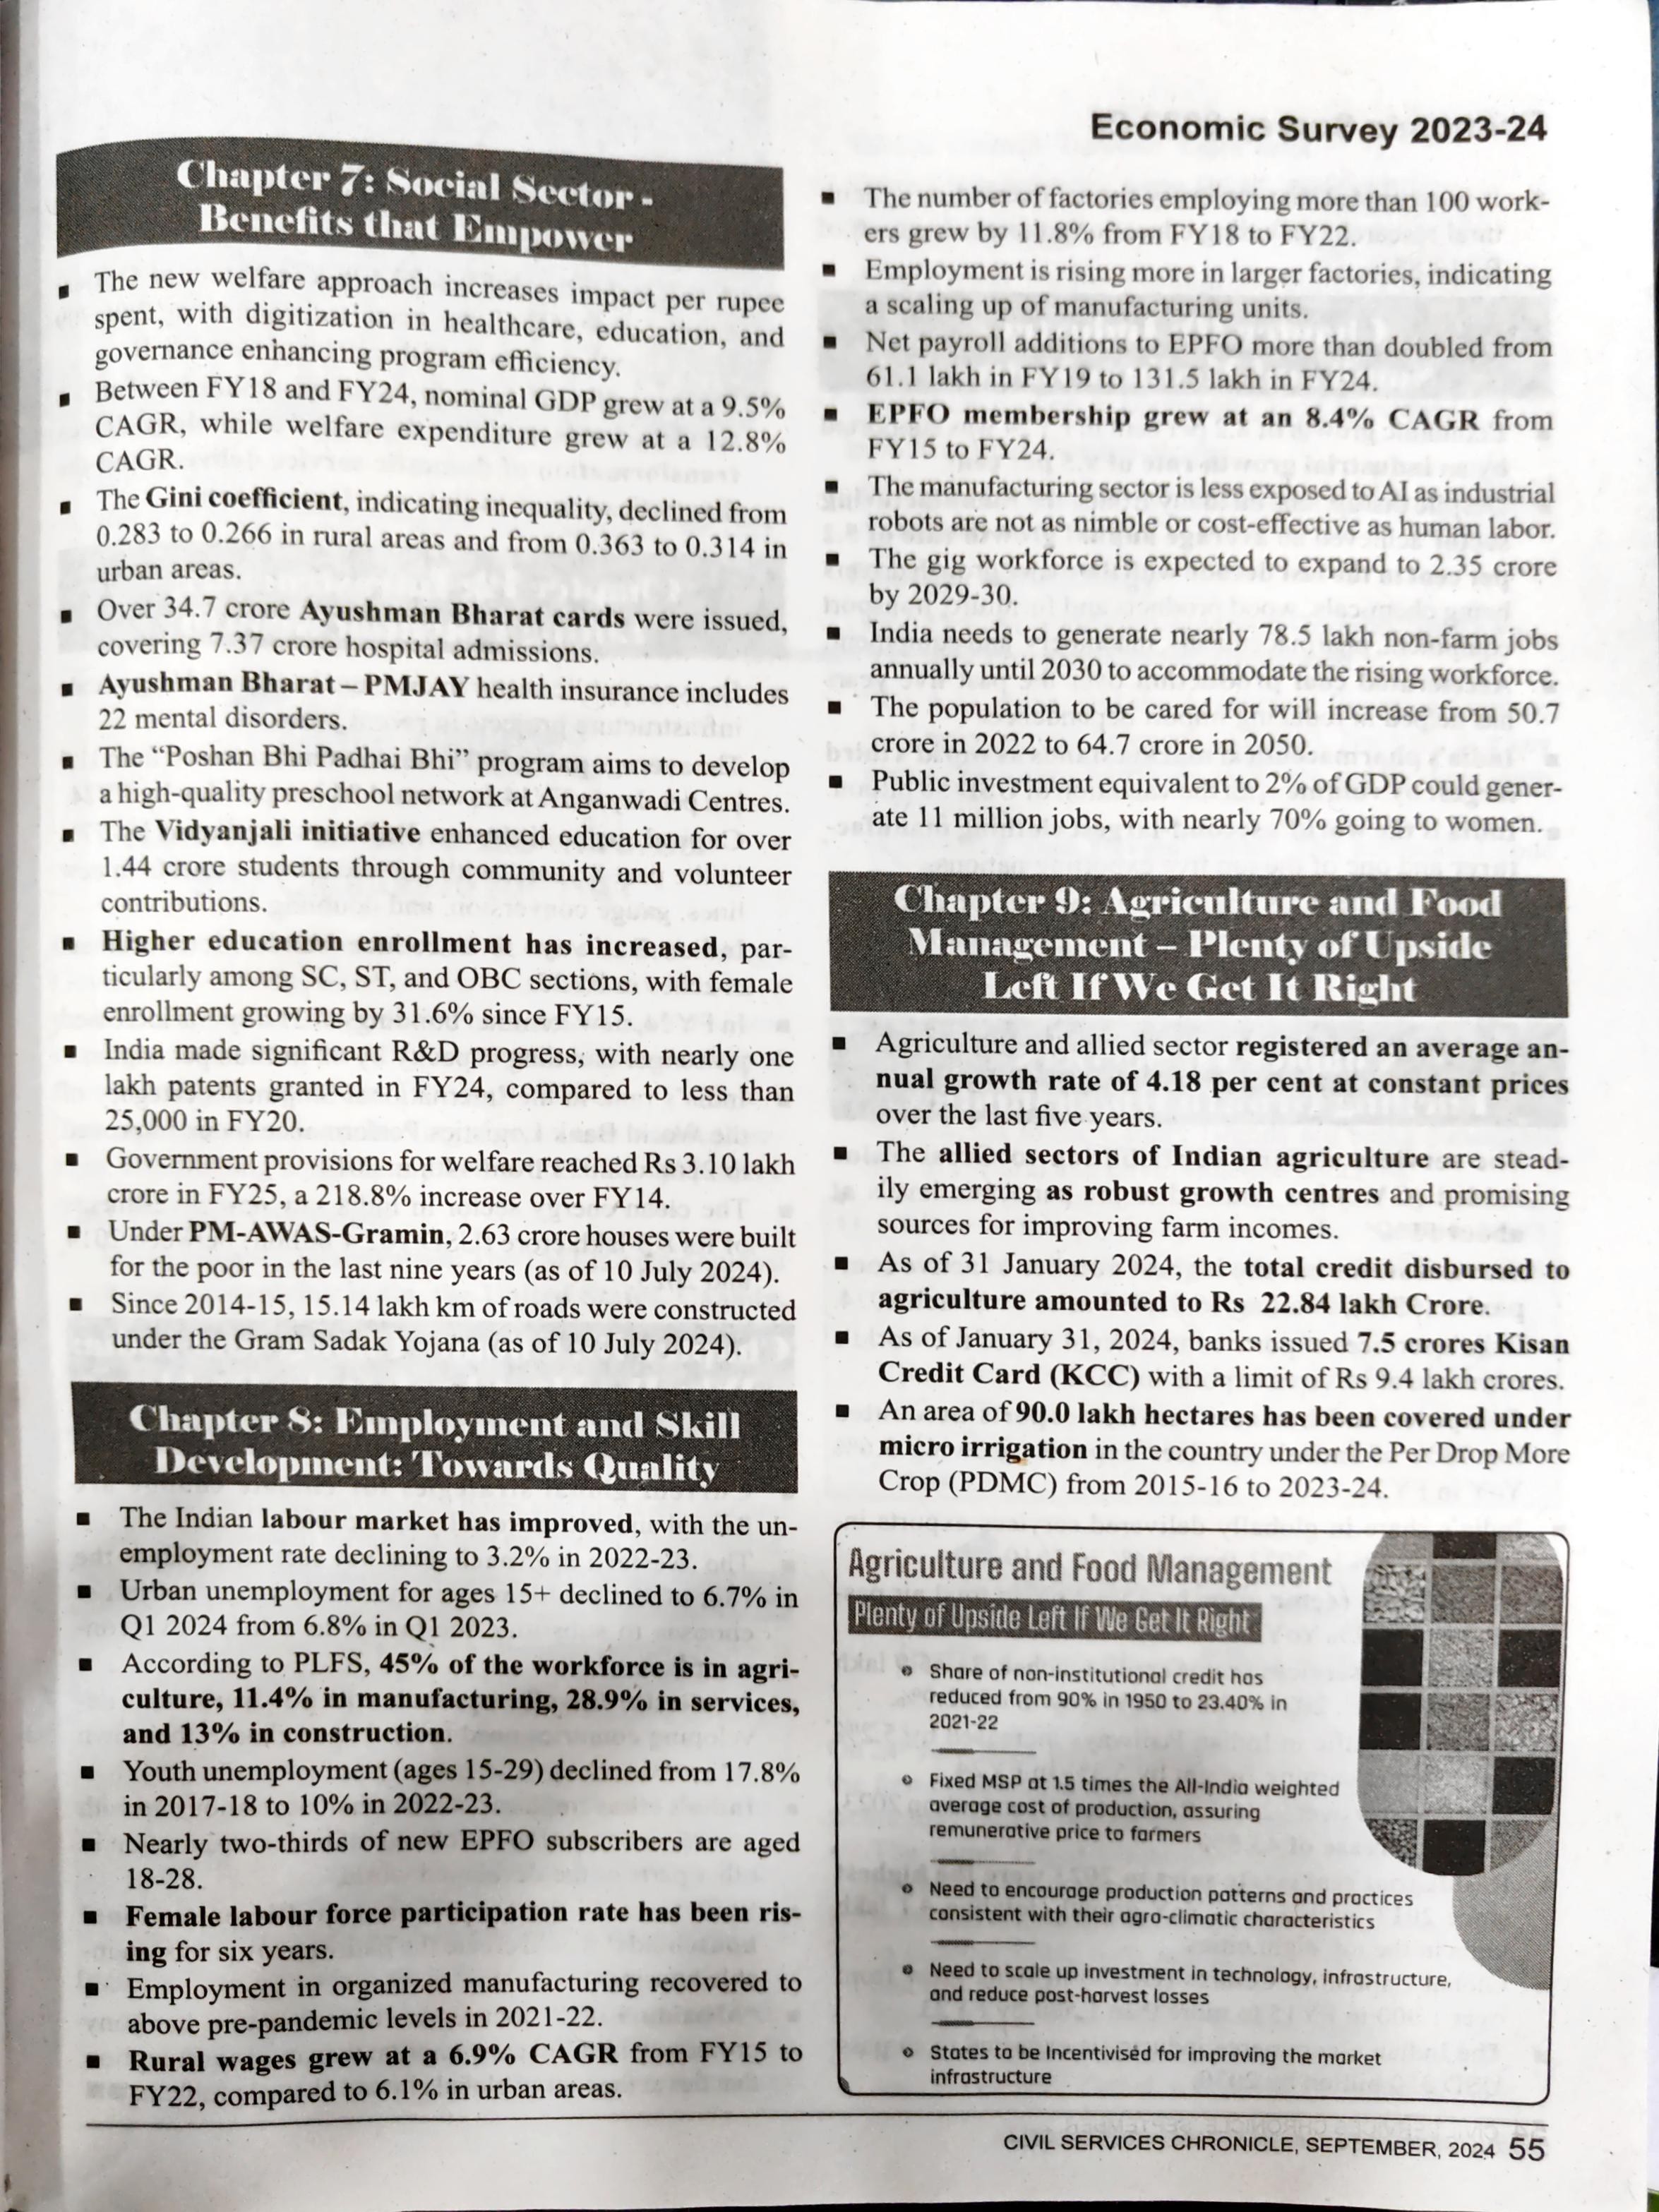 Economic Survey 2023-24
Chapter 7: Social Sector -
Benefits that Empower
▪ The new welfare approach increases impact per rupee
spent, with digitization in healthcare, education, and
governance enhancing program efficiency.
▪ Between FY18 and FY24, nominal GDP grew at a 9.5%
CAGR, while welfare expenditure grew at a 12.8%
CAGR.
▪ The Gini coefficient, indicating inequality, declined from
0.283 to 0.266 in rural areas and from 0.363 to 0.314 in
urban areas.
▪ Over 34.7 crore Ayushman Bharat cards were issued,
covering 7.37 crore hospital admissions.
▪ Ayushman Bharat – PMJAY health insurance includes
22 mental disorders.
▪ The “Poshan Bhi Padhai Bhi” program aims to develop
a high-quality preschool network at Anganwadi Centres.
▪ The Vidyanjali initiative enhanced education for over
1.44 crore students through community and volunteer
contributions.
▪ Higher education enrollment has increased, par-
ticularly among SC, ST, and OBC sections, with female
enrollment growing by 31.6% since FY15.
▪ India made significant R&D progress, with nearly one
lakh patents granted in FY24, compared to less than
25,000 in FY20.
▪ Government provisions for welfare reached Rs 3.10 lakh
crore in FY25, a 218.8% increase over FY14.
▪ Under PM-AWAS-Gramin, 2.63 crore houses were built
for the poor in the last nine years (as of 10 July 2024).
▪ Since 2014-15, 15.14 lakh km of roads were constructed
under the Gram Sadak Yojana (as of 10 July 2024).
Chapter 8: Employment and Skill
Development: Towards Quality
▪ The Indian labour market has improved, with the un-
employment rate declining to 3.2% in 2022-23.
▪ Urban unemployment for ages 15+ declined to 6.7% in
Q1 2024 from 6.8% in Q1 2023.
▪ According to PLFS, 45% of the workforce is in agri-
culture, 11.4% in manufacturing, 28.9% in services,
and 13% in construction.
▪ Youth unemployment (ages 15-29) declined from 17.8%
in 2017-18 to 10% in 2022-23.
▪ Nearly two-thirds of new EPFO subscribers are aged
18-28.
▪ Female labour force participation rate has been ris-
ing for six years.
▪ Employment in organized manufacturing recovered to
above pre-pandemic levels in 2021-22.
▪ Rural wages grew at a 6.9% CAGR from FY15 to
FY22, compared to 6.1% in urban areas.
▪ The number of factories employing more than 100 work-
ers grew by 11.8% from FY18 to FY22.
▪ Employment is rising more in larger factories, indicating
a scaling up of manufacturing units.
▪ Net payroll additions to EPFO more than doubled from
61.1 lakh in FY19 to 131.5 lakh in FY24.
▪ EPFO membership grew at an 8.4% CAGR from
FY15 to FY24.
▪ The manufacturing sector is less exposed to AI as industrial
robots are not as nimble or cost-effective as human labor.
▪ The gig workforce is expected to expand to 2.35 crore
by 2029-30.
▪ India needs to generate nearly 78.5 lakh non-farm jobs
annually until 2030 to accommodate the rising workforce.
▪ The population to be cared for will increase from 50.7
crore in 2022 to 64.7 crore in 2050.
▪ Public investment equivalent to 2% of GDP could gener-
ate 11 million jobs, with nearly 70% going to women.
Chapter 9: Agriculture and Food
Management – Plenty of Upside
Left If We Get It Right
▪ Agriculture and allied sector registered an average an-
nual growth rate of 4.18 per cent at constant prices
over the last five years.
▪ The allied sectors of Indian agriculture are stead-
ily emerging as robust growth centres and promising
sources for improving farm incomes.
▪ As of 31 January 2024, the total credit disbursed to
agriculture amounted to Rs 22.84 lakh Crore.
▪ As of January 31, 2024, banks issued 7.5 crores Kisan
Credit Card (KCC) with a limit of Rs 9.4 lakh crores.
▪ An area of 90.0 lakh hectares has been covered under
micro irrigation in the country under the Per Drop More
Crop (PDMC) from 2015-16 to 2023-24.
Agriculture and Food Management
Plenty of Upside Left If We Get It Right
Share of non-institutional credit has
reduced from 90% in 1950 to 23.40% in
2021-22
Fixed MSP at 1.5 times the All-India weighted
average cost of production, assuring
remunerative price to farmers
Need to encourage production patterns and practices
consistent with their agro-climatic characteristics
Need to scale up investment in technology, infrastructure,
and reduce post-harvest losses
States to be Incentivised for improving the market
infrastructure
CIVIL SERVICES CHRONICLE, SEPTEMBER, 2024 55